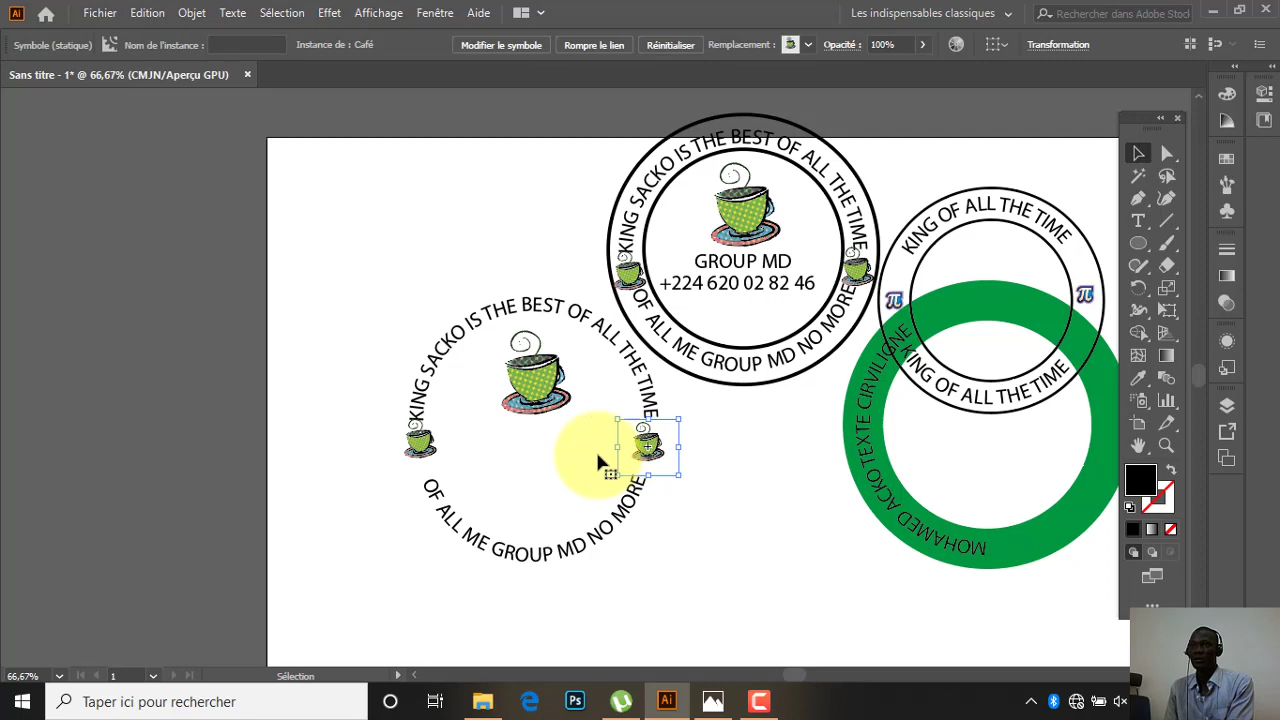 Ai
Fichier Edition Objet Texte Sélection Effet Affichage Fenêtre Aide
Les indispensables classiques
Rechercher dans Adobe Stock
Symbole (statique)
Nom de l'instance :
Instance de : Café
Modifier le symbole
Rompre le lien
Réinitialiser
Remplacement :
Opacité : 100%
Transformation
Sans titre - 1* @ 66,67% (CMJN/Aperçu GPU)
KING SACKO IS THE BEST OF ALL THE TIME
GROUP MD
+224 620 02 82 46
OF ALL ME GROUP MD NO MORE
KING OF ALL THE TIME
π
π
KING OF ALL THE TIME
MOHAMED ACKO TEXTE CIRVILIGNE
KING SACKO IS THE BEST OF ALL THE TIME
OF ALL ME GROUP MD NO MORE
66,67%
1
Sélection
Taper ici pour rechercher
Ps
Ai